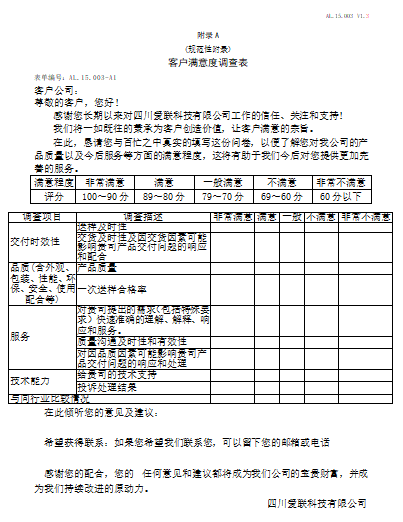 AL.15.003 V1.3
附录A
(规范性附录)
客户满意度调查表
表单编号：AL.15.003-A1
客户公司：
尊敬的客户，您好！
感谢您长期以来对四川爱联科技有限公司工作的信任、关注和支持！
我们将一如既往的秉承为客户创造价值，让客户满意的宗旨。
在此，恳请您与百忙之中真实的填写这份问卷，以便了解您对我公司的产
品质量以及今后服务等方面的满意程度，这将有助于我们今后对您提供更加完
善的服务。
满意程度 非常满意 满意 一般满意 不满意 非常不满意
评分 100～90分 89～80分 79～70分 69～60分 60分以下
调查项目 调查描述 非常满意 满意 一般 不满意 非常不满意
交付时效性
送样及时性
交货及时性及因交货因素可能
影响贵司产品交付问题的响应
和配合
品质(含外观、
包装、性能、环
保、安全、使用
配合等)
产品质量
一次送样合格率
服务
对贵司提出的需求(包括特殊要
求）快速准确的理解、解释、响
应和服务。
质量沟通及时性和有效性
对因品质因素可能影响贵司产
品交付问题的响应和处理
技术能力
给贵司的技术支持
投诉处理结果
与同行业比较情况
在此倾听您的意见及建议：
希望获得联系：如果您希望我们联系您，可以留下您的邮箱或电话
感谢您的配合，您的 任何意见和建议都将成为我们公司的宝贵财富，并成
为我们持续改进的原动力。
四川爱联科技有限公司